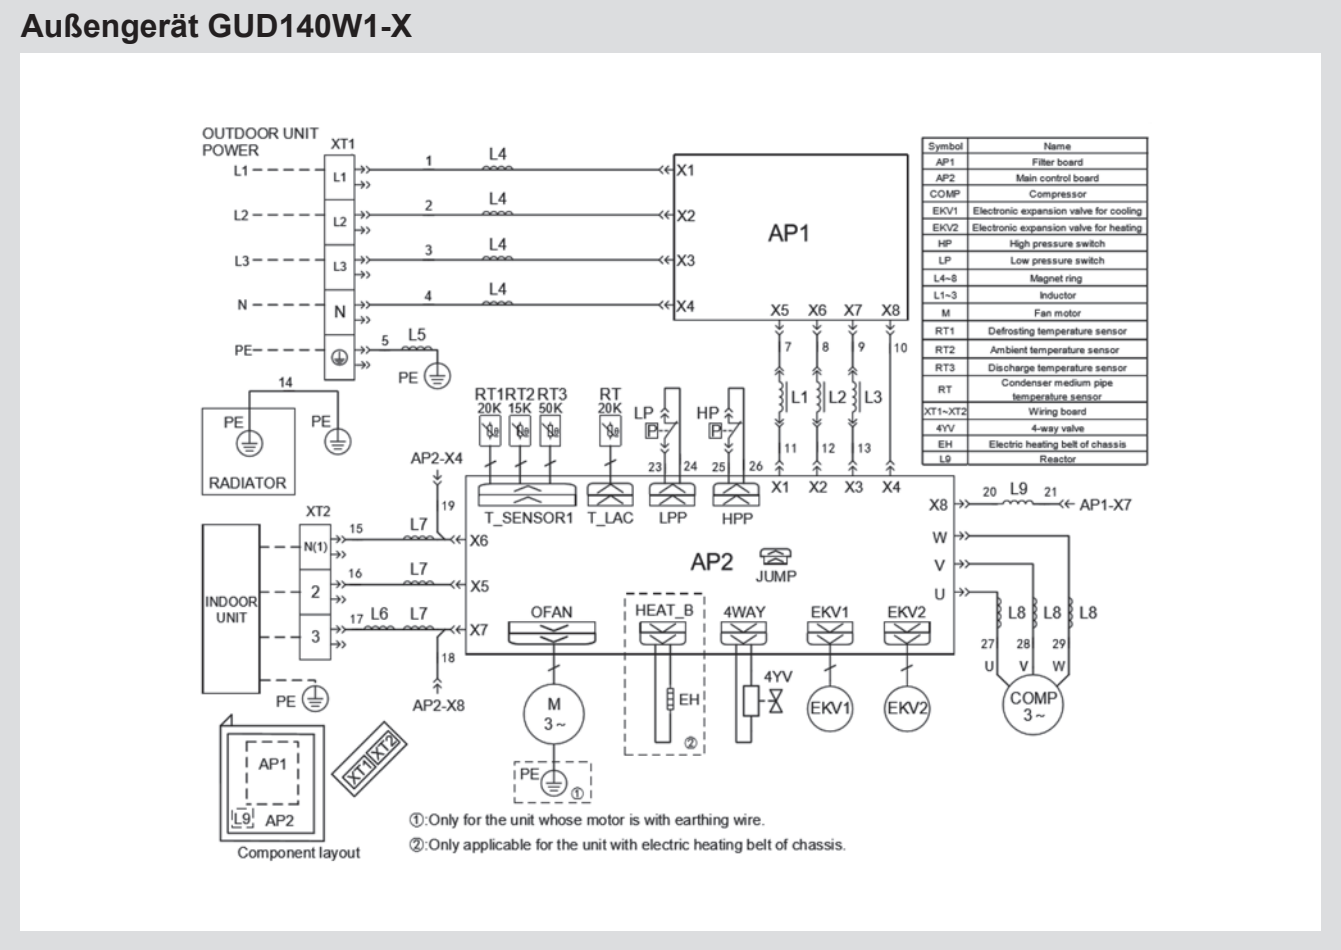 Außengerät GUD140W1-X
OUTDOOR UNIT
POWER
XT1
L1
L1
1
L4
X1
L2
L2
2
L4
X2
L3
L3
3
L4
X3
N
N
4
L4
X4
PE
5
L5
PE
AP1
X5 X6 X7 X8
7 8 9 10
L1 L2 L3
11 12 13
Symbol Name
AP1 Filter board
AP2 Main control board
COMP Compressor
EKV1 Electronic expansion valve for cooling
EKV2 Electronic expansion valve for heating
HP High pressure switch
LP Low pressure switch
L4~8 Magnet ring
L1~3 Inductor
M Fan motor
RT1 Defrosting temperature sensor
RT2 Ambient temperature sensor
RT3 Discharge temperature sensor
RT Condenser medium pipe
temperature sensor
XT1~XT2 Wiring board
4YV 4-way valve
EH Electric heating belt of chassis
L9 Reactor
14
PE PE
RADIATOR
RT1 RT2 RT3 RT
20K 15K 50K 20K
LP P HP P
23 24 25 26
AP2-X4
19
T_SENSOR1 T_LAC LPP HPP
X1 X2 X3 X4
X8 20 L9 21 AP1-X7
XT2
INDOOR
UNIT
N(1) 15 L7 X6
2 16 L7 X5
3 17 L6 L7 X7
18
AP2-X8
PE
AP2
JUMP
W
V
U
L8 L8 L8
27 28 29
U V W
COMP
3~
OFAN HEAT_B 4WAY EKV1 EKV2
M
3~
EH
②
4YV
EKV1 EKV2
PE
①
AP1
L9 AP2
XT1 XT2
Component layout
①:Only for the unit whose motor is with earthing wire.
②:Only applicable for the unit with electric heating belt of chassis.